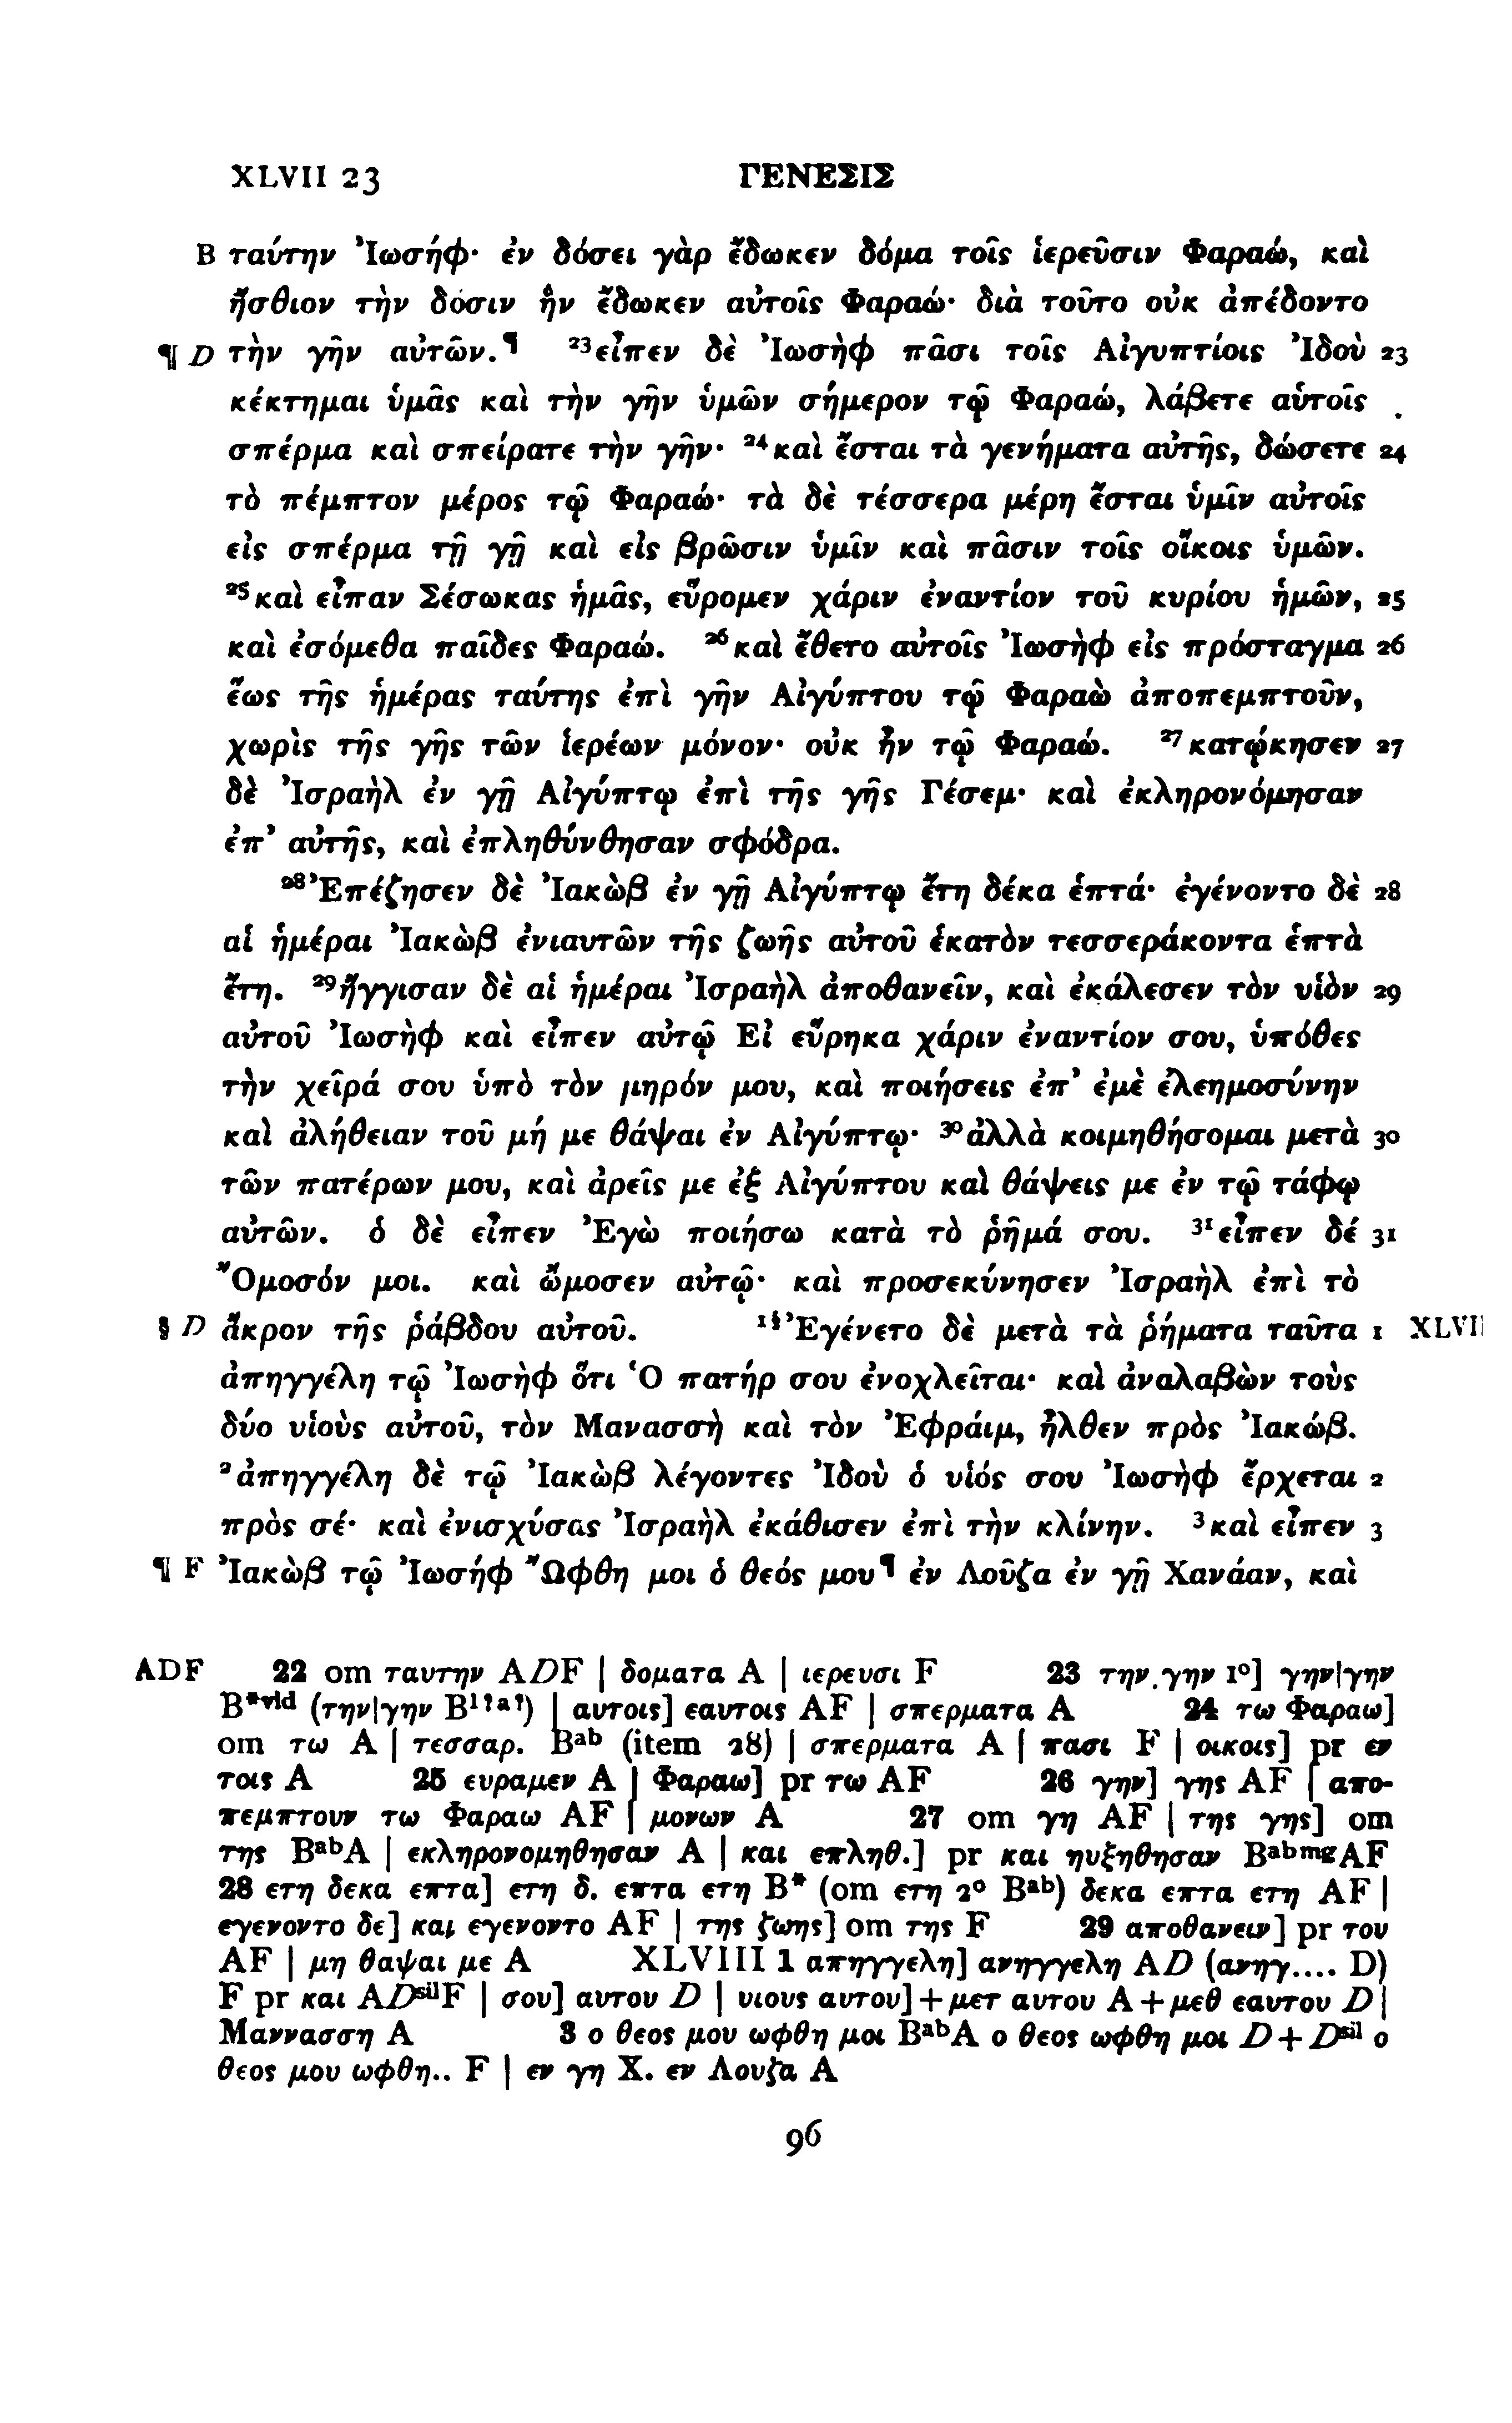 XLVII 23 ΓΕΝΕΣΙΣ
B ταύτην Ἰωσήφ· ἐν δόσει γὰρ ἔδωκεν δόμα τοῖς ἱερεῦσιν Φαραώ, καὶ
ἤσθιον τὴν δόσιν ἣν ἔδωκεν αὐτοῖς Φαραώ· διὰ τοῦτο οὐκ ἀπέδοντο
¶ D τὴν γῆν αὐτῶν.¶ ²³εἶπεν δὲ Ἰωσὴφ πᾶσι τοῖς Αἰγυπτίοις Ἰδοὺ 23
κέκτημαι ὑμᾶς καὶ τὴν γῆν ὑμῶν σήμερον τῷ Φαραώ, λάβετε αὑτοῖς
σπέρμα καὶ σπείρατε τὴν γῆν· ²⁴καὶ ἔσται τὰ γενήματα αὐτῆς, δώσετε 24
τὸ πέμπτον μέρος τῷ Φαραώ· τὰ δὲ τέσσερα μέρη ἔσται ὑμῖν αὐτοῖς
εἰς σπέρμα τῇ γῇ καὶ εἰς βρῶσιν ὑμῖν καὶ πᾶσιν τοῖς οἴκοις ὑμῶν.
²⁵καὶ εἶπαν Σέσωκας ἡμᾶς, εὕρομεν χάριν ἐναντίον τοῦ κυρίου ἡμῶν, 25
καὶ ἐσόμεθα παῖδες Φαραώ. ²⁶καὶ ἔθετο αὐτοῖς Ἰωσὴφ εἰς πρόσταγμα 26
ἕως τῆς ἡμέρας ταύτης ἐπὶ γῆν Αἰγύπτου τῷ Φαραὼ ἀποπεμπτοῦν,
χωρὶς τῆς γῆς τῶν ἱερέων μόνον· οὐκ ἦν τῷ Φαραώ. ²⁷κατῴκησεν 27
δὲ Ἰσραὴλ ἐν γῇ Αἰγύπτῳ ἐπὶ τῆς γῆς Γέσεμ· καὶ ἐκληρονόμησαν
ἐπ’ αὐτῆς, καὶ ἐπληθύνθησαν σφόδρα.
²⁸Ἐπέζησεν δὲ Ἰακὼβ ἐν γῇ Αἰγύπτῳ ἔτη δέκα ἑπτά· ἐγένοντο δὲ 28
αἱ ἡμέραι Ἰακὼβ ἐνιαυτῶν τῆς ζωῆς αὐτοῦ ἑκατὸν τεσσεράκοντα ἑπτὰ
ἔτη. ²⁹ἤγγισαν δὲ αἱ ἡμέραι Ἰσραὴλ ἀποθανεῖν, καὶ ἐκάλεσεν τὸν υἱὸν 29
αὐτοῦ Ἰωσὴφ καὶ εἶπεν αὐτῷ Εἰ εὕρηκα χάριν ἐναντίον σου, ὑπόθες
τὴν χεῖρά σου ὑπὸ τὸν μηρόν μου, καὶ ποιήσεις ἐπ’ ἐμὲ ἐλεημοσύνην
καὶ ἀλήθειαν τοῦ μή με θάψαι ἐν Αἰγύπτῳ· ³⁰ἀλλὰ κοιμηθήσομαι μετὰ 30
τῶν πατέρων μου, καὶ ἀρεῖς με ἐξ Αἰγύπτου καὶ θάψεις με ἐν τῷ τάφῳ
αὐτῶν. ὁ δὲ εἶπεν Ἐγὼ ποιήσω κατὰ τὸ ῥῆμά σου. ³¹εἶπεν δέ 31
Ὄμοσόν μοι. καὶ ὤμοσεν αὐτῷ· καὶ προσεκύνησεν Ἰσραὴλ ἐπὶ τὸ
§ D ἄκρον τῆς ῥάβδου αὐτοῦ. ¹§Ἐγένετο δὲ μετὰ τὰ ῥήματα ταῦτα 1 XLVII
ἀπηγγέλη τῷ Ἰωσὴφ ὅτι Ὁ πατήρ σου ἐνοχλεῖται· καὶ ἀναλαβὼν τοὺς
δύο υἱοὺς αὐτοῦ, τὸν Μανασσὴ καὶ τὸν Ἐφράιμ, ἦλθεν πρὸς Ἰακώβ.
²ἀπηγγέλη δὲ τῷ Ἰακὼβ λέγοντες Ἰδοὺ ὁ υἱός σου Ἰωσὴφ ἔρχεται 2
πρὸς σέ· καὶ ἐνισχύσας Ἰσραὴλ ἐκάθισεν ἐπὶ τὴν κλίνην. ³καὶ εἶπεν 3
¶ F Ἰακὼβ τῷ Ἰωσήφ Ὤφθη μοι ὁ θεός μου¶ ἐν Λοῦζα ἐν γῇ Χανάαν, καὶ
ADF 22 om ταυτην ADF | δοματα A | ιερευσι F 23 την.γην 1º] γην|γην
B*ᵛⁱᵈ (την|γην B¹ᵗᵃᵗ) | αυτοις] εαυτοις AF | σπερματα A 24 τω Φαραω]
om τω A | τεσσαρ. Bᵃᵇ (item 28) | σπερματα A | πασι F | οικοις] pr εν
τοις A 25 ευραμεν A | Φαραω] pr τω AF 26 γην] γης AF | απο-
πεμπτουν τω Φαραω AF | μονων A 27 om γη AF | της γης] om
της BᵃᵇA | εκληρονομηθησαν A | και επληθ.] pr και ηυξηθησαν BᵃᵇᵐᵍAF
28 ετη δεκα επτα] ετη δ. επτα ετη B* (om ετη 2º Bᵃᵇ) δεκα επτα ετη AF |
εγενοντο δε] και εγενοντο AF | της ζωης] om της F 29 αποθανειν] pr του
AF | μη θαψαι με A XLVIII 1 απηγγελη] ανηγγελη AD (ανηγ.... D)
F pr και ADˢⁱˡF | σου] αυτου D | υιους αυτου]+μετ αυτου A+μεθ εαυτου D|
Μαννασση A 3 ο θεος μου ωφθη μοι BᵃᵇA ο θεος ωφθη μοι D+Dˢⁱˡ ο
θεος μου ωφθη.. F | εν γη Χ. εν Λουζα A
96